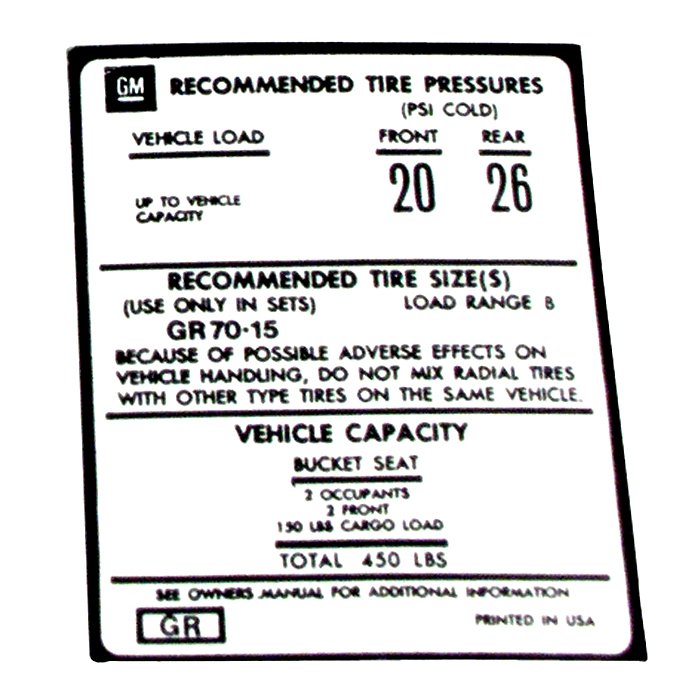 GM RECOMMENDED TIRE PRESSURES
(PSI COLD)
VEHICLE LOAD FRONT REAR
UP TO VEHICLE CAPACITY 20 26
RECOMMENDED TIRE SIZE(S)
(USE ONLY IN SETS) LOAD RANGE B
GR70-15
BECAUSE OF POSSIBLE ADVERSE EFFECTS ON
VEHICLE HANDLING, DO NOT MIX RADIAL TIRES
WITH OTHER TYPE TIRES ON THE SAME VEHICLE.
VEHICLE CAPACITY
BUCKET SEAT
2 OCCUPANTS
2 FRONT
150 LBS CARGO LOAD
TOTAL 450 LBS
SEE OWNERS MANUAL FOR ADDITIONAL INFORMATION
GR PRINTED IN USA